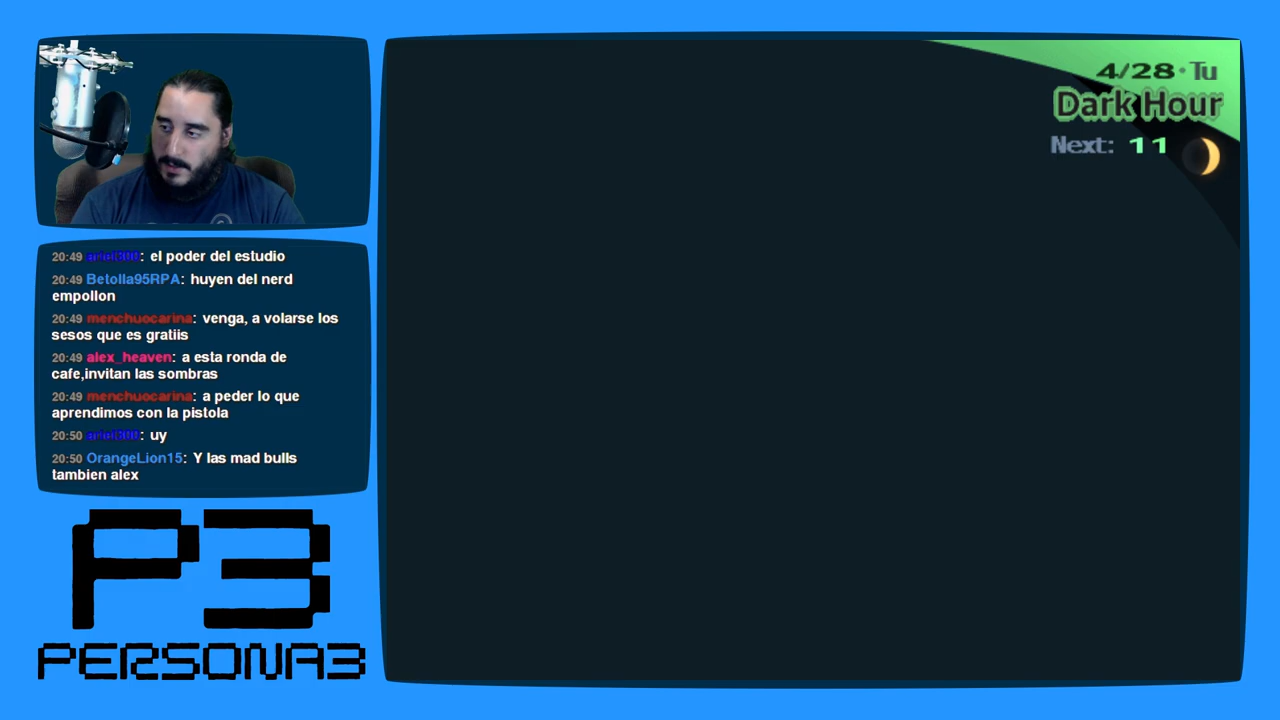 4/28·Tu
Dark Hour
Next: 11
20:49 ariel300: el poder del estudio
20:49 Betolla95RPA: huyen del nerd
empollon
20:49 menchuocarina: venga, a volarse los
sesos que es gratiis
20:49 alex_heaven: a esta ronda de
cafe,invitan las sombras
20:49 menchuocarina: a peder lo que
aprendimos con la pistola
20:50 ariel300: uy
20:50 OrangeLion15: Y las mad bulls
tambien alex
P3
PERSONA3